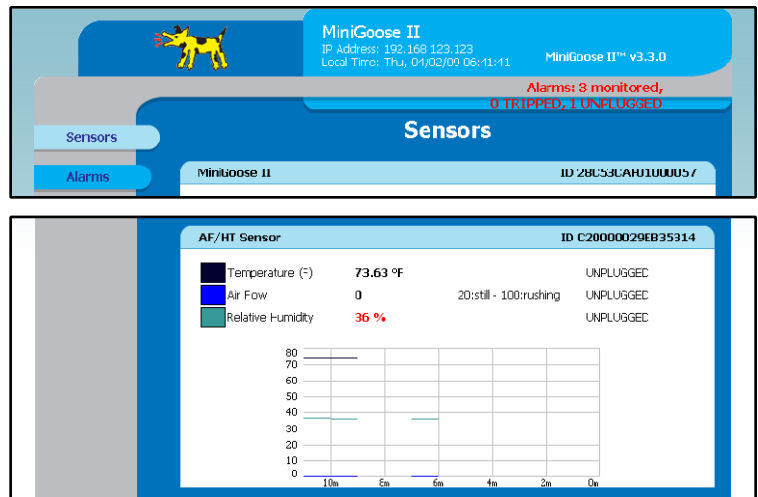 MiniGoose II
IP Address: 192.168 123.123
Local Time: Thu, 04/02/09 06:41:41
MiniGoose II™ v3.3.0
Alarms: 3 monitored,
0 TRIPPED, 1 UNPLUGGED
Sensors
Sensors
Alarms
MiniGoose II
ID
AF/HT Sensor
ID C20000029EB35314
Temperature (F) 73.63 °F UNPLUGGED
Air Fow 0 20:still - 100:rushing UNPLUGGED
Relative Humidity 36 % UNPLUGGED
80
70
60
50
40
30
20
10
0
10m 8m 6m 4m 2m 0m